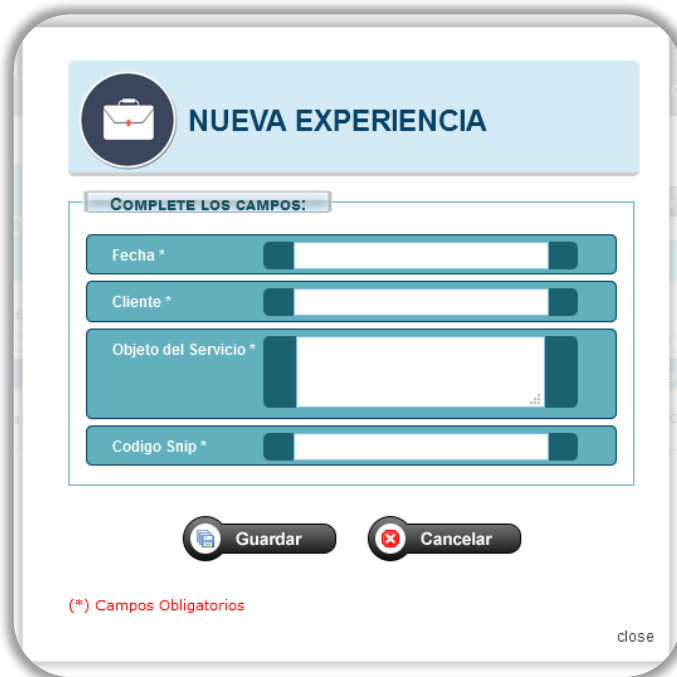 NUEVA EXPERIENCIA
COMPLETE LOS CAMPOS:
Fecha *
Cliente *
Objeto del Servicio *
Codigo Snip *
Guardar Cancelar
(*) Campos Obligatorios
close